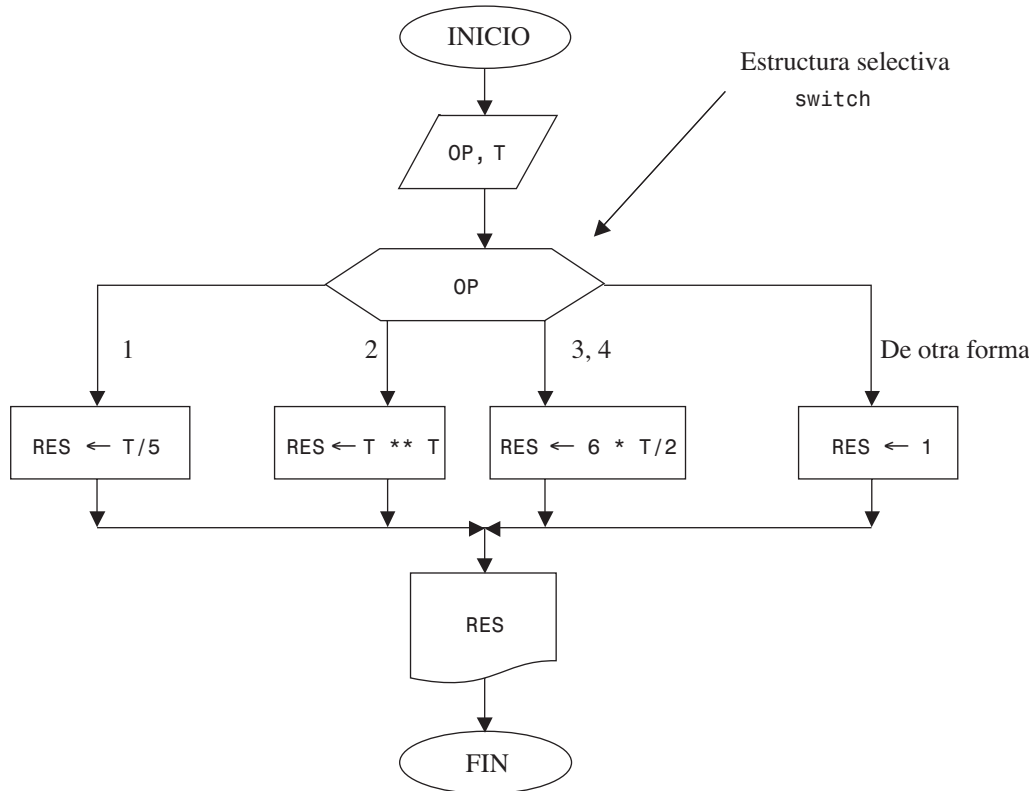 INICIO
Estructura selectiva
switch
OP, T
OP
1
2
3, 4
De otra forma
RES ← T/5
RES ← T ** T
RES ← 6 * T/2
RES ← 1
RES
FIN